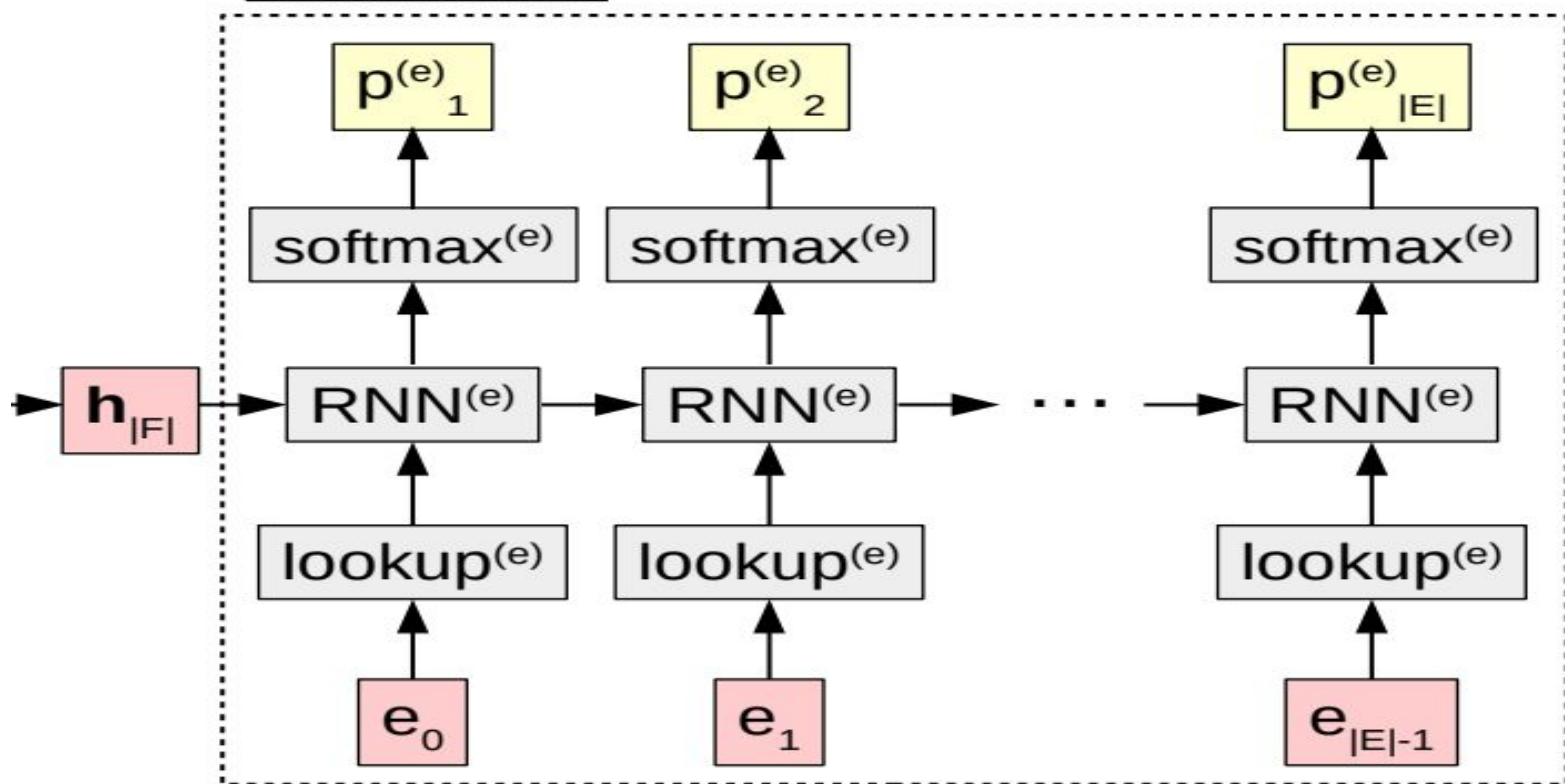 p(e)1 p(e)2 p(e)|E|
softmax(e) softmax(e) softmax(e)
h|F| RNN(e) RNN(e) ... RNN(e)
lookup(e) lookup(e) lookup(e)
e0 e1 e|E|-1